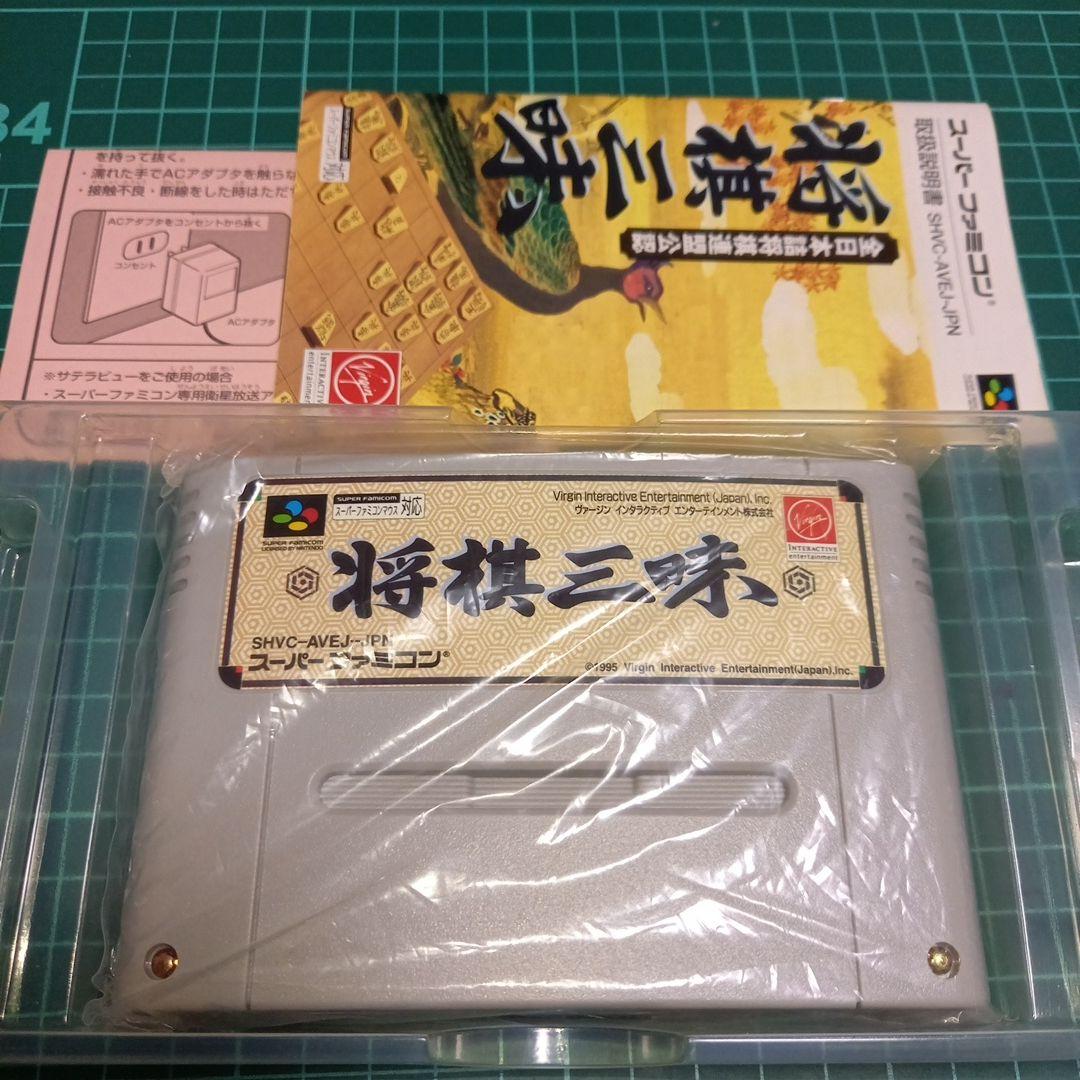 34
を持って抜く。
・濡れた手でACアダプタを触らな
・接触不良・断線をした時はただち
ACアダプタをコンセントから抜く
コンセント
ACアダプタ
※サテラビューをご使用の場合
・スーパーファミコン専用衛星放送ア
スーパーファミコン®
取扱説明書 SHVC-AVEJ-JPN
将棋三昧
全日本詰将棋連盟公認
対応
Virgin
INTERACTIVE
entertainment
SUPER FAMICOM
LICENSED BY NINTENDO
SUPER FAMICOM
スーパーファミコンマウス 対応
Virgin Interactive Entertainment (Japan), Inc.
ヴァージン インタラクティブ エンターテインメント株式会社
Virgin
INTERACTIVE
entertainment
将棋三昧
SHVC-AVEJ-JPN
スーパーファミコン®
©1995 Virgin Interactive Entertainment(Japan),Inc.